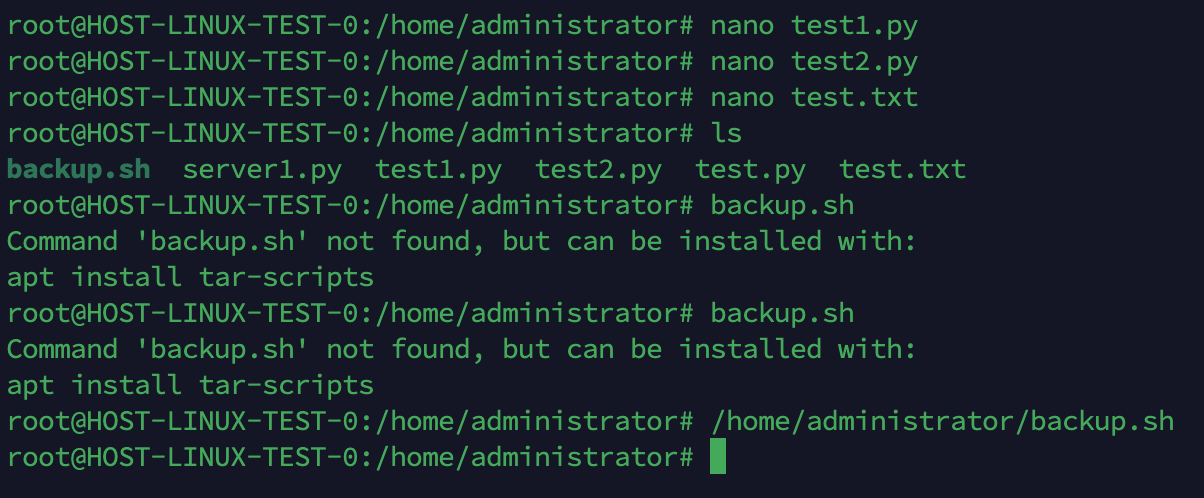 root@HOST-LINUX-TEST-0:/home/administrator# nano test1.py
root@HOST-LINUX-TEST-0:/home/administrator# nano test2.py
root@HOST-LINUX-TEST-0:/home/administrator# nano test.txt
root@HOST-LINUX-TEST-0:/home/administrator# ls
backup.sh  server1.py  test1.py  test2.py  test.py  test.txt
root@HOST-LINUX-TEST-0:/home/administrator# backup.sh
Command 'backup.sh' not found, but can be installed with:
apt install tar-scripts
root@HOST-LINUX-TEST-0:/home/administrator# backup.sh
Command 'backup.sh' not found, but can be installed with:
apt install tar-scripts
root@HOST-LINUX-TEST-0:/home/administrator# /home/administrator/backup.sh
root@HOST-LINUX-TEST-0:/home/administrator#